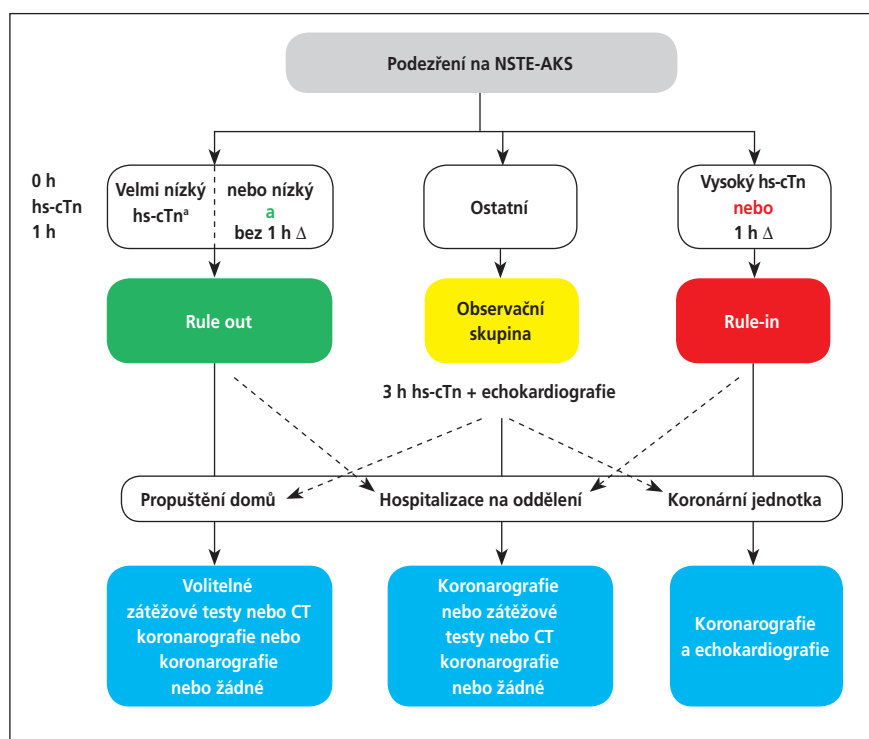 Podezření na NSTE-AKS
0 h
hs-cTn
1 h
Velmi nízký
hs-cTnᵃ
nebo nízký
a
bez 1 h Δ
Ostatní
Vysoký hs-cTn
nebo
1 h Δ
Rule out
Observační
skupina
Rule-in
3 h hs-cTn + echokardiografie
Propuštění domů
Hospitalizace na oddělení
Koronární jednotka
Volitelné
zátěžové testy nebo CT
koronarografie nebo
koronarografie
nebo žádné
Koronarografie
nebo zátěžové
testy nebo CT
koronarografie
nebo žádné
Koronarografie
a echokardiografie